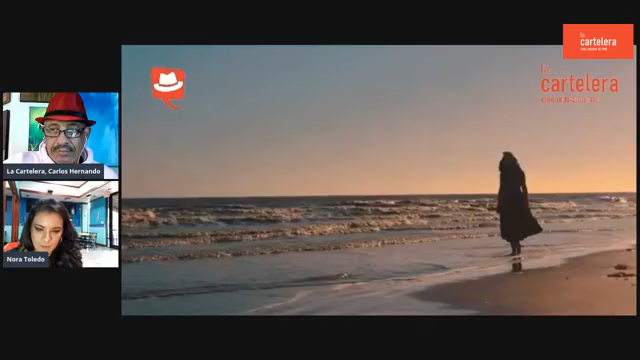 la
cartelera
la
cartelera
La Cartelera, Carlos Hernando
Nora Toledo